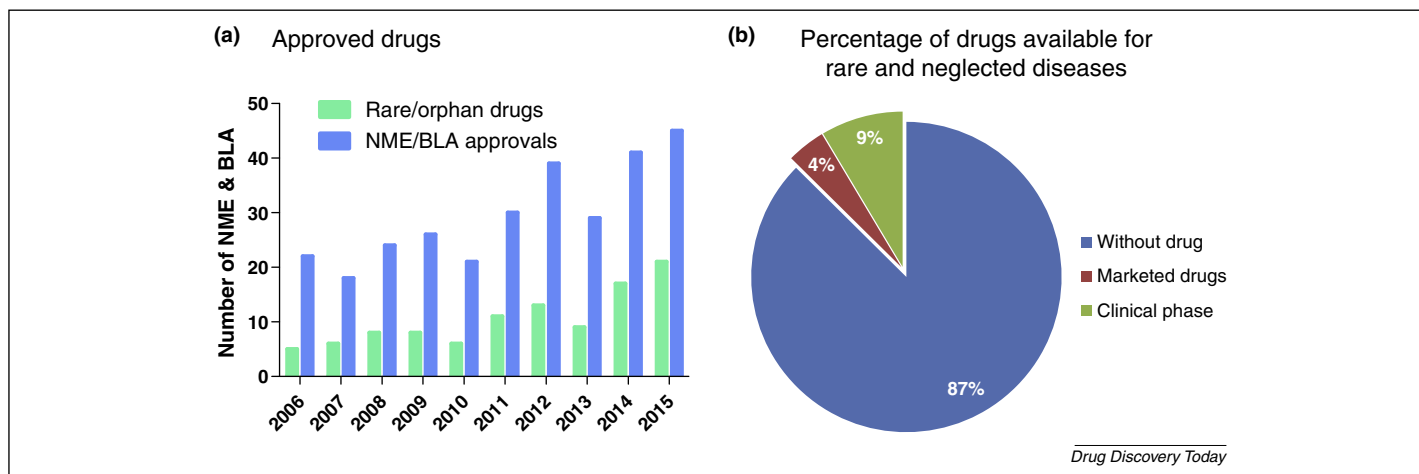 (a) Approved drugs
Number of NME & BLA
50
40
30
20
10
0
Rare/orphan drugs
NME/BLA approvals
2006
2007
2008
2009
2010
2011
2012
2013
2014
2015
(b) Percentage of drugs available for
rare and neglected diseases
9%
4%
87%
Without drug
Marketed drugs
Clinical phase
Drug Discovery Today